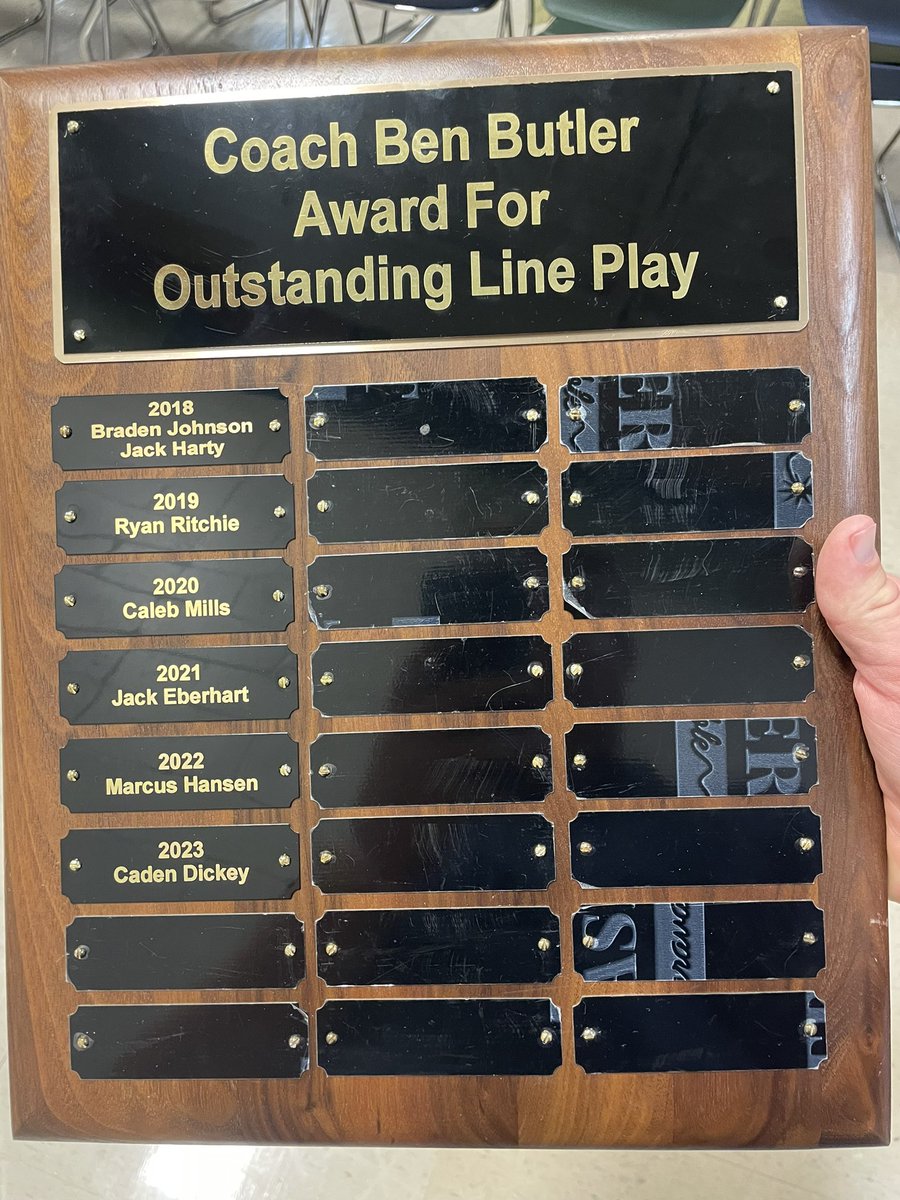 Coach Ben Butler
Award For
Outstanding Line Play
2018
Braden Johnson
Jack Harty
2019
Ryan Ritchie
2020
Caleb Mills
2021
Jack Eberhart
2022
Marcus Hansen
2023
Caden Dickey